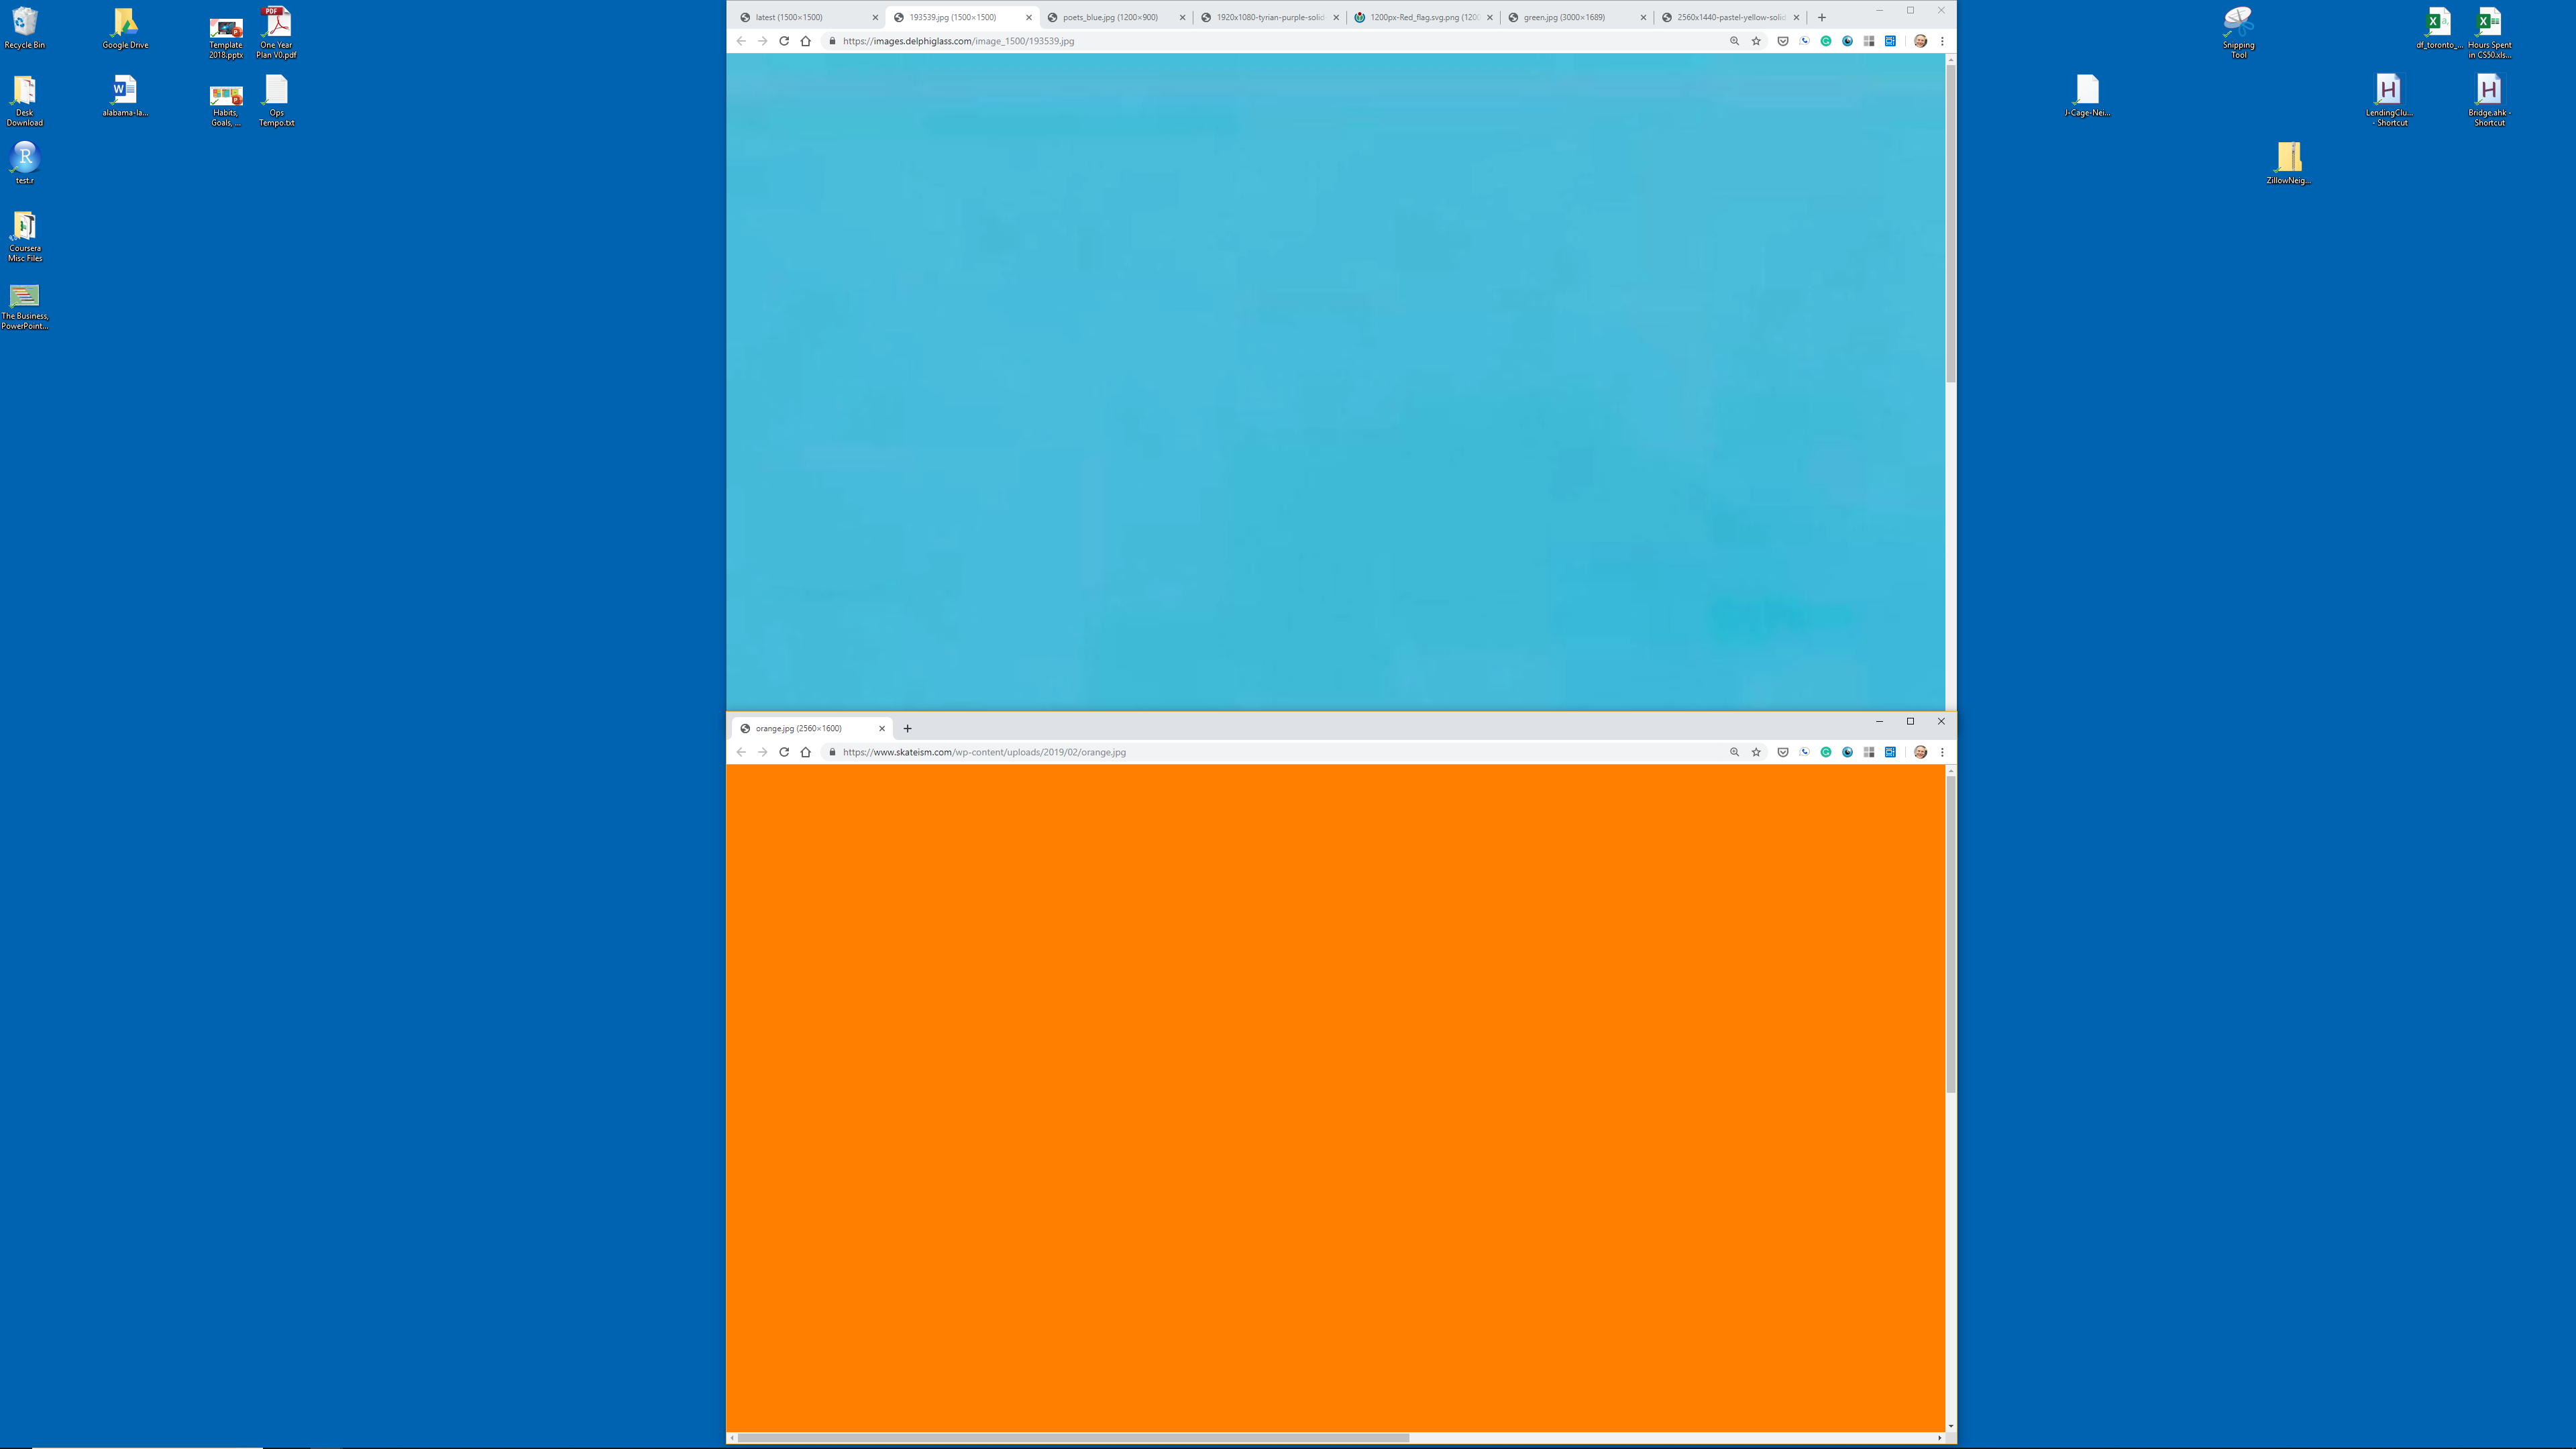 Recycle Bin
Google Drive
Template
2018.pptx
One Year
Plan V0.pdf
Desk
Download
alabama-la...
Habits,
Goals, ...
Ops
Tempo.txt
test.r
Coursera
Misc Files
The Business,
PowerPoint...
latest (1500×1500)
193539.jpg (1500×1500)
poets_blue.jpg (1200×900)
1920x1080-tyrian-purple-solid
1200px-Red_flag.svg.png (120
green.jpg (3000×1689)
2560x1440-pastel-yellow-solid
https://images.delphiglass.com/image_1500/193539.jpg
orange.jpg (2560×1600)
https://www.skateism.com/wp-content/uploads/2019/02/orange.jpg
Snipping
Tool
df_toronto_...
Hours Spent
in CS50.xls...
J-Cage-Nei...
LendingClu...
- Shortcut
Bridge.ahk -
Shortcut
ZillowNeig...